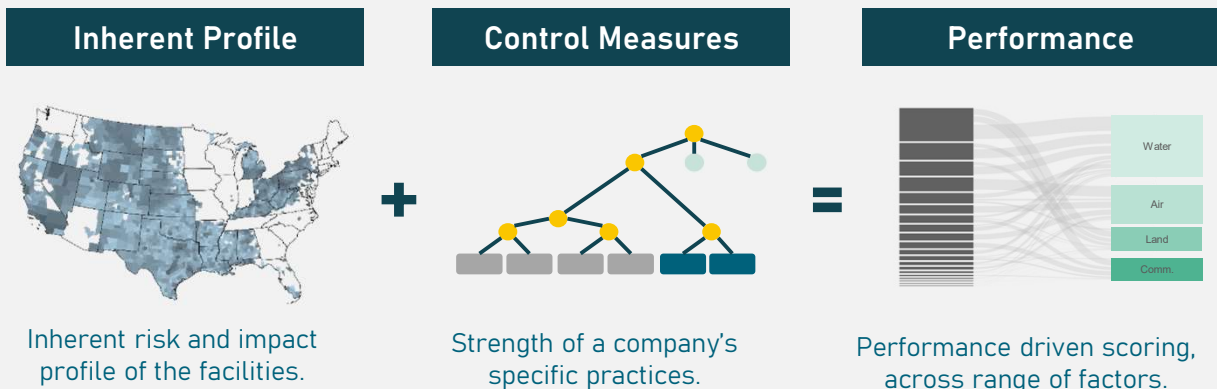 Inherent Profile
Control Measures
Performance
+
=
Water
Air
Land
Comm.
Inherent risk and impact
profile of the facilities.
Strength of a company's
specific practices.
Performance driven scoring,
across range of factors.